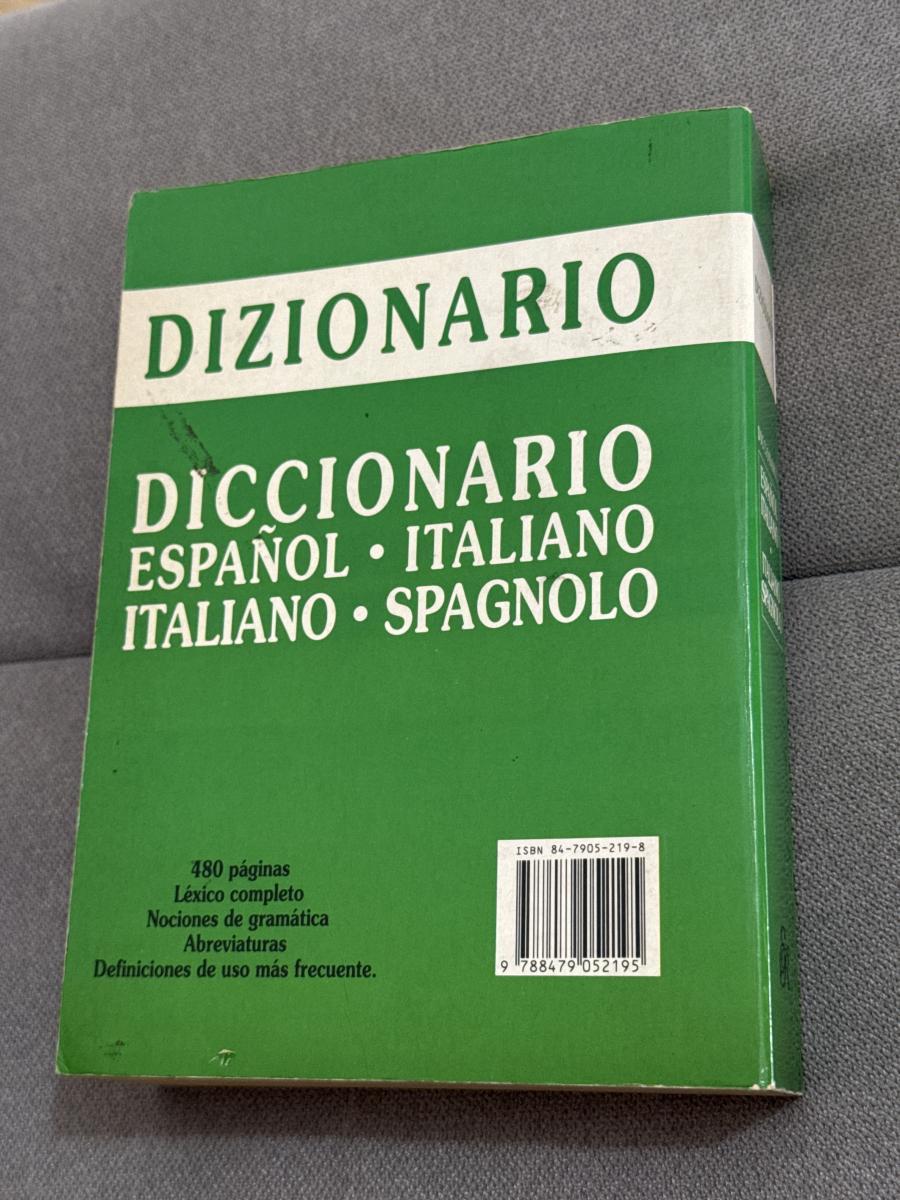 DIZIONARIO
DICCIONARIO
ESPAÑOL • ITALIANO
ITALIANO • SPAGNOLO
480 páginas
Léxico completo
Nociones de gramática
Abreviaturas
Definiciones de uso más frecuente.
ISBN 84-7905-219-8
9 788479 052195